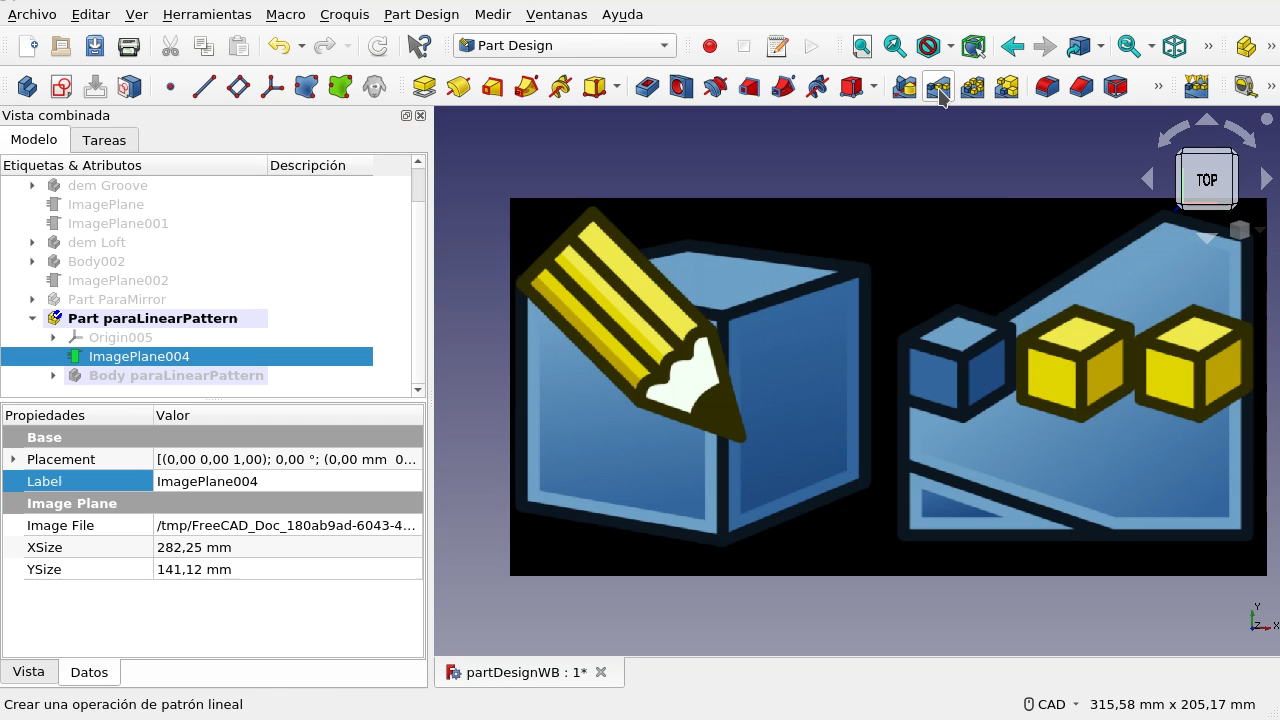 Archivo Editar Ver Herramientas Macro Croquis Part Design Medir Ventanas Ayuda
Part Design
Vista combinada
Modelo Tareas
Etiquetas & Atributos Descripción
dem Groove
ImagePlane
ImagePlane001
dem Loft
Body002
ImagePlane002
Part ParaMirror
Part paraLinearPattern
Origin005
ImagePlane004
Body paraLinearPattern
Propiedades Valor
Base
Placement [(0,00 0,00 1,00); 0,00 °; (0,00 mm 0...
Label ImagePlane004
Image Plane
Image File /tmp/FreeCAD_Doc_180ab9ad-6043-4...
XSize 282,25 mm
YSize 141,12 mm
Vista Datos
TOP
Y
Z X
partDesignWB : 1*
Crear una operación de patrón lineal
CAD 315,58 mm x 205,17 mm